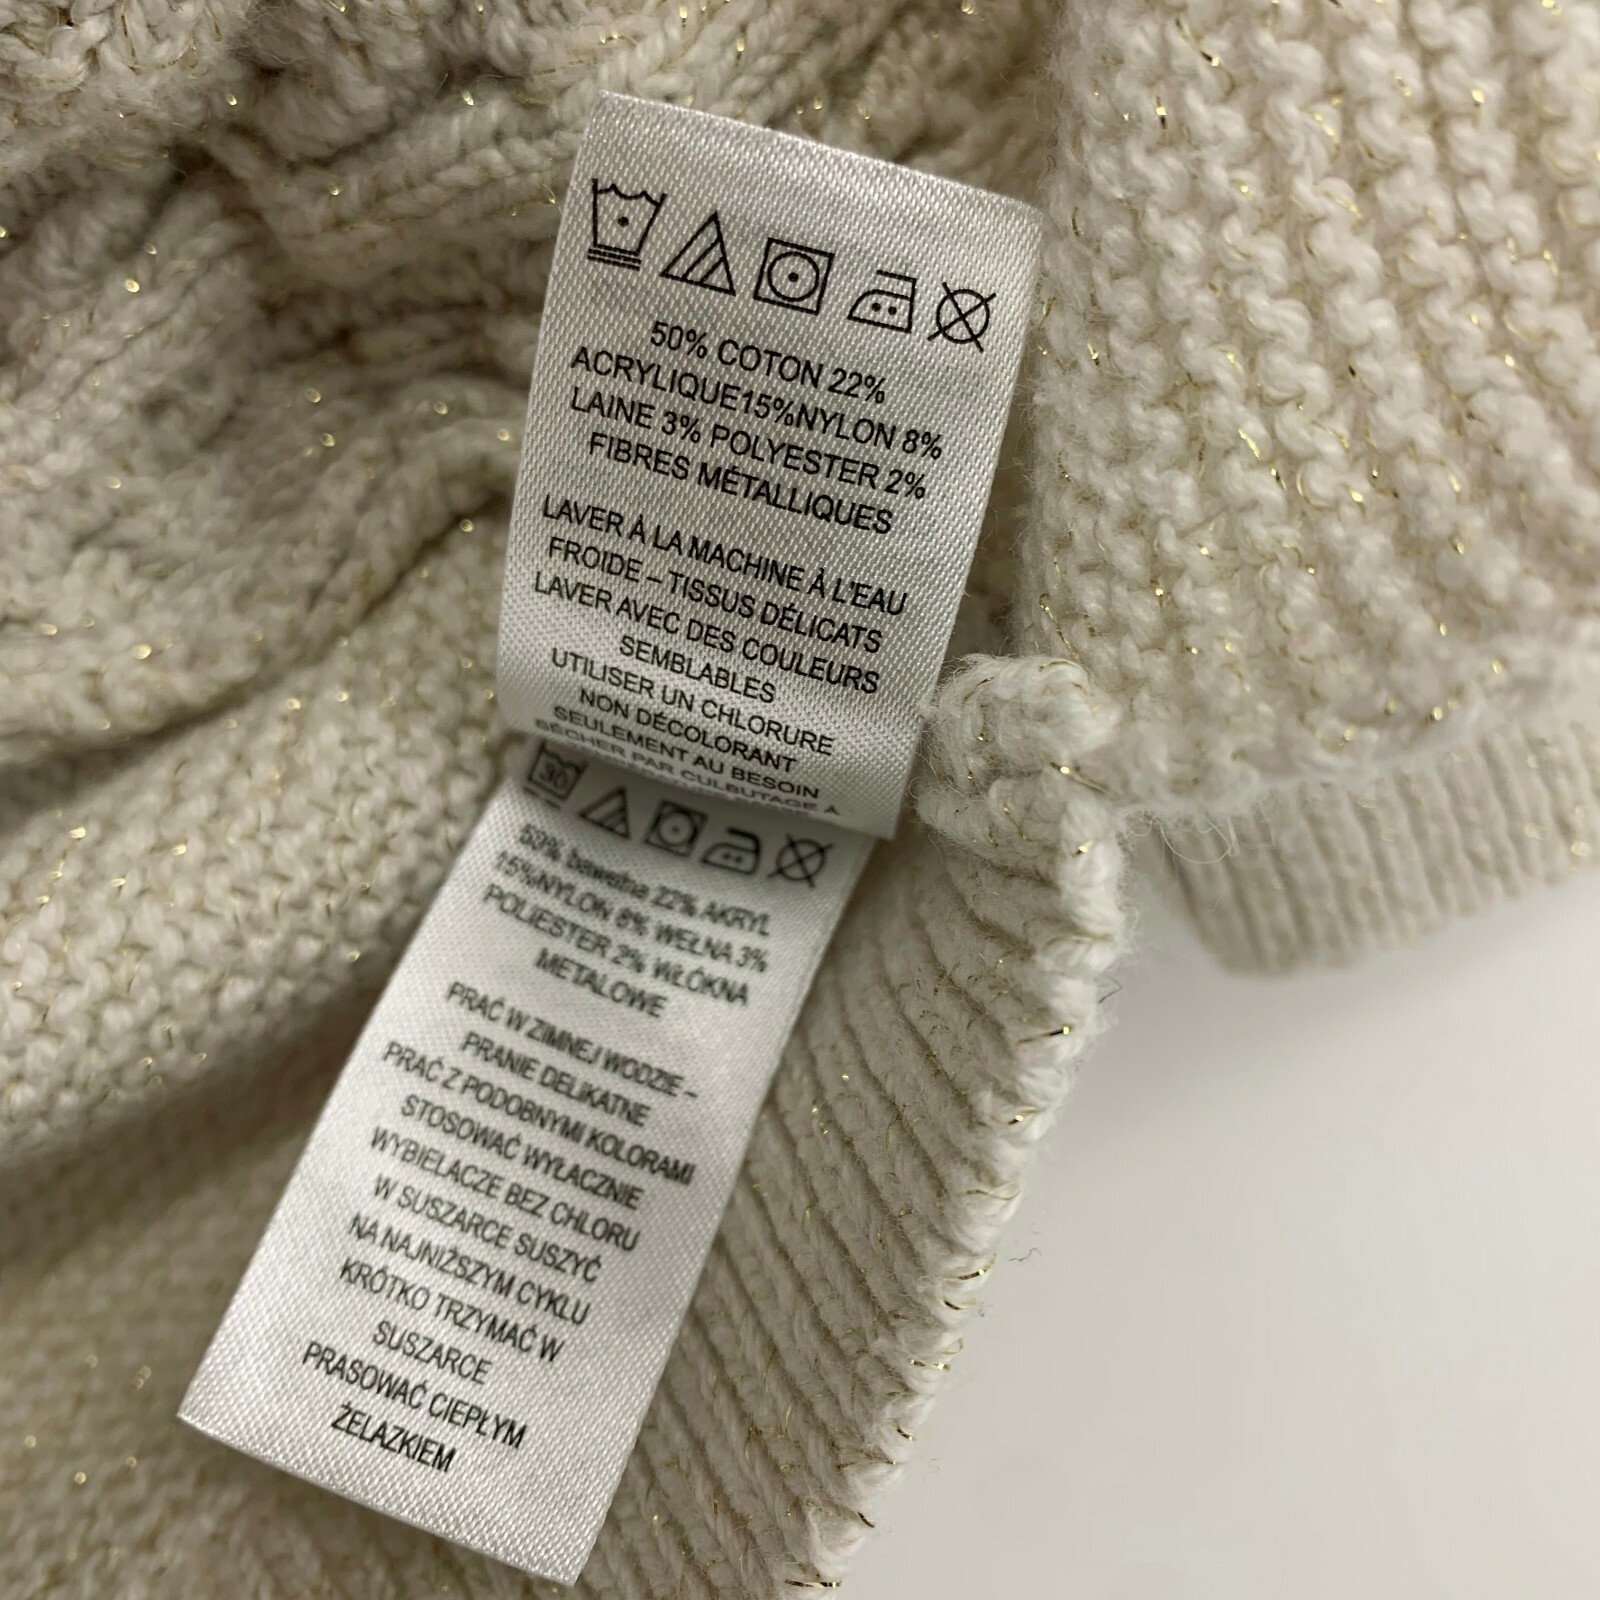 50% COTON 22%
ACRYLIQUE15%NYLON 8%
LAINE 3% POLYESTER 2%
FIBRES MÉTALLIQUES
LAVER À LA MACHINE À L'EAU
FROIDE – TISSUS DÉLICATS
LAVER AVEC DES COULEURS
SEMBLABLES
UTILISER UN CHLORURE
NON DÉCOLORANT
SEULEMENT AU BESOIN
SÉCHER PAR CULBUTAGE À
30
50% bawełna 22% AKRYL
15%NYLON 8% WEŁNA 3%
POLIESTER 2% WŁÓKNA
METALOWE
PRAĆ W ZIMNEJ WODZIE –
PRANIE DELIKATNE
PRAĆ Z PODOBNYMI KOLORAMI
STOSOWAĆ WYŁACZNIE
WYBIELACZE BEZ CHLORU
W SUSZARCE SUSZYĆ
NA NAJNIŻSZYM CYKLU
KRÓTKO TRZYMAĆ W
SUSZARCE
PRASOWAĆ CIEPŁYM
ŻELAZKIEM